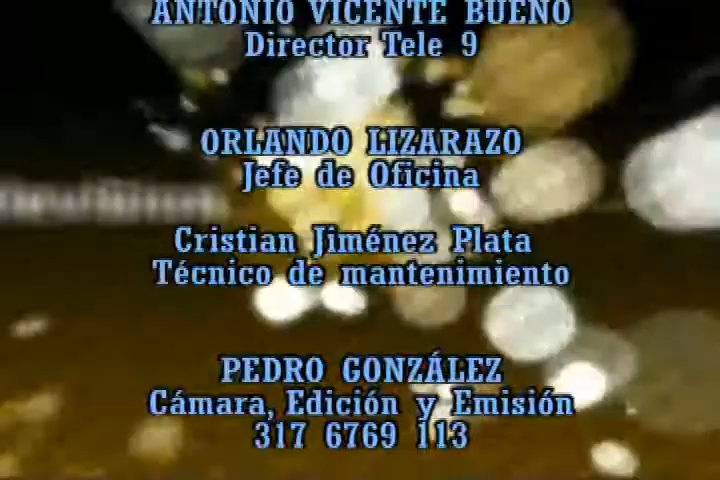 ANTONIO VICENTE BUENO
Director Tele 9
ORLANDO LIZARAZO
Jefe de Oficina
Cristian Jiménez Plata
Técnico de mantenimiento
PEDRO GONZÁLEZ
Cámara, Edición y Emisión
317 6769 113